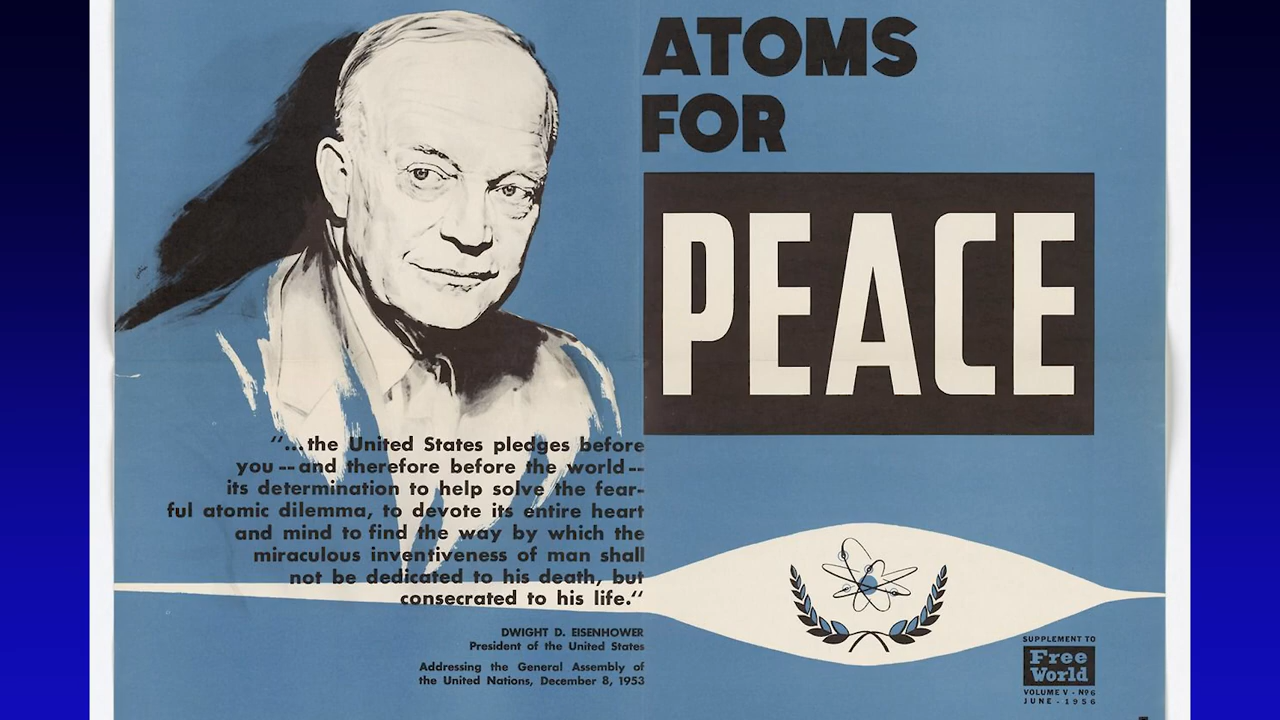 ATOMS
FOR
PEACE
“...the United States pledges before
you -- and therefore before the world --
its determination to help solve the fear-
ful atomic dilemma, to devote its entire heart
and mind to find the way by which the
miraculous inventiveness of man shall
not be dedicated to his death, but
consecrated to his life.“
DWIGHT D. EISENHOWER
President of the United States
Addressing the General Assembly of
the United Nations, December 8, 1953
SUPPLEMENT TO
Free
World
VOLUME V - Nº6
JUNE - 1956